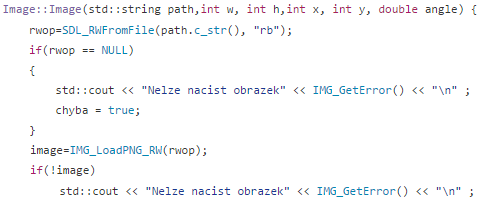 Image::Image(std::string path,int w, int h,int x, int y, double angle) {
rwop=SDL_RWFromFile(path.c_str(), "rb");
if(rwop == NULL)
{
std::cout << "Nelze nacist obrazek" << IMG_GetError() << "\n" ;
chyba = true;
}
image=IMG_LoadPNG_RW(rwop);
if(!image)
std::cout << "Nelze nacist obrazek" << IMG_GetError() << "\n" ;